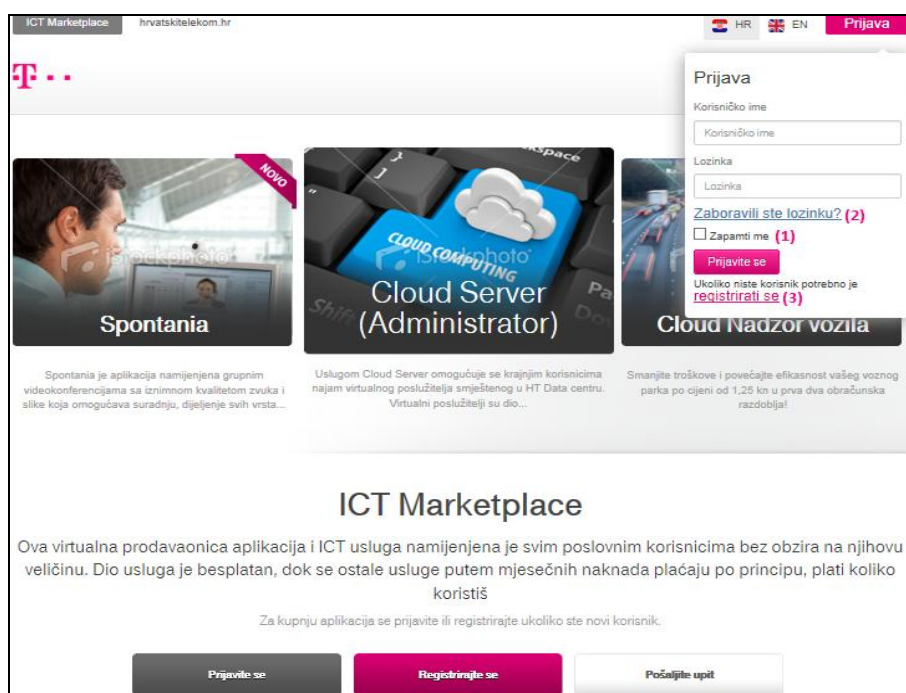 ICT Marketplace hrvatskitelekom.hr HR EN Prijava
T
Prijava
Korisničko ime
Korisničko ime
Lozinka
Lozinka
Zaboravili ste lozinku? (2)
Zapamti me (1)
Prijavite se
Ukoliko niste korisnik potrebno je
registrirati se (3)
NOVO
iStockphoto
Spontania
CLOUD COMPUTING
iStockphoto
Shift
Cloud Server
(Administrator)
Cloud Nadzor vozila
Spontania je aplikacija namijenjena grupnim
videokonferencijama sa iznimnom kvalitetom zvuka i
slike koja omogućava suradnju, dijeljenje svih vrsta...
Uslugom Cloud Server omogućuje se krajnjim korisnicima
najam virtualnog poslužitelja smještenog u HT Data centru.
Virtualni poslužitelji su dio...
Smanjite troškove i povećajte efikasnost vašeg voznog
parka po cijeni od 1,25 kn u prva dva obračunska
razdoblja!
ICT Marketplace
Ova virtualna prodavaonica aplikacija i ICT usluga namijenjena je svim poslovnim korisnicima bez obzira na njihovu
veličinu. Dio usluga je besplatan, dok se ostale usluge putem mjesečnih naknada plaćaju po principu, plati koliko
koristiš
Za kupnju aplikacija se prijavite ili registrirajte ukoliko ste novi korisnik.
Prijavite se Registrirajte se Pošaljite upit